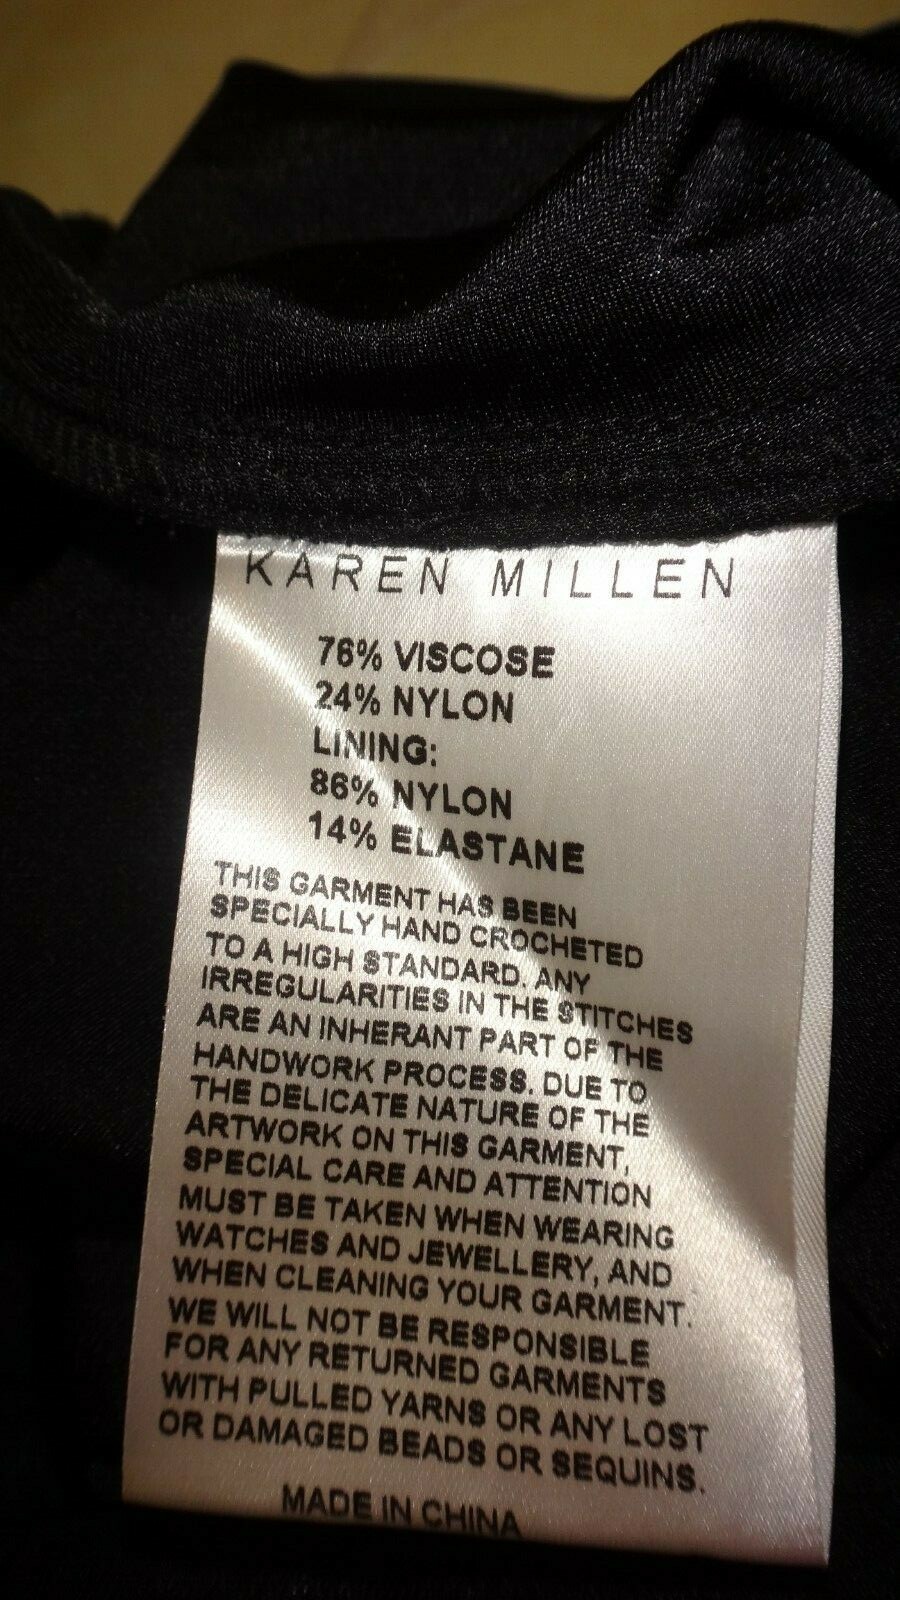 KAREN MILLEN
76% VISCOSE
24% NYLON
LINING:
86% NYLON
14% ELASTANE
THIS GARMENT HAS BEEN
SPECIALLY HAND CROCHETED
TO A HIGH STANDARD. ANY
IRREGULARITIES IN THE STITCHES
ARE AN INHERANT PART OF THE
HANDWORK PROCESS. DUE TO
THE DELICATE NATURE OF THE
ARTWORK ON THIS GARMENT,
SPECIAL CARE AND ATTENTION
MUST BE TAKEN WHEN WEARING
WATCHES AND JEWELLERY, AND
WHEN CLEANING YOUR GARMENT.
WE WILL NOT BE RESPONSIBLE
FOR ANY RETURNED GARMENTS
WITH PULLED YARNS OR ANY LOST
OR DAMAGED BEADS OR SEQUINS.
MADE IN CHINA